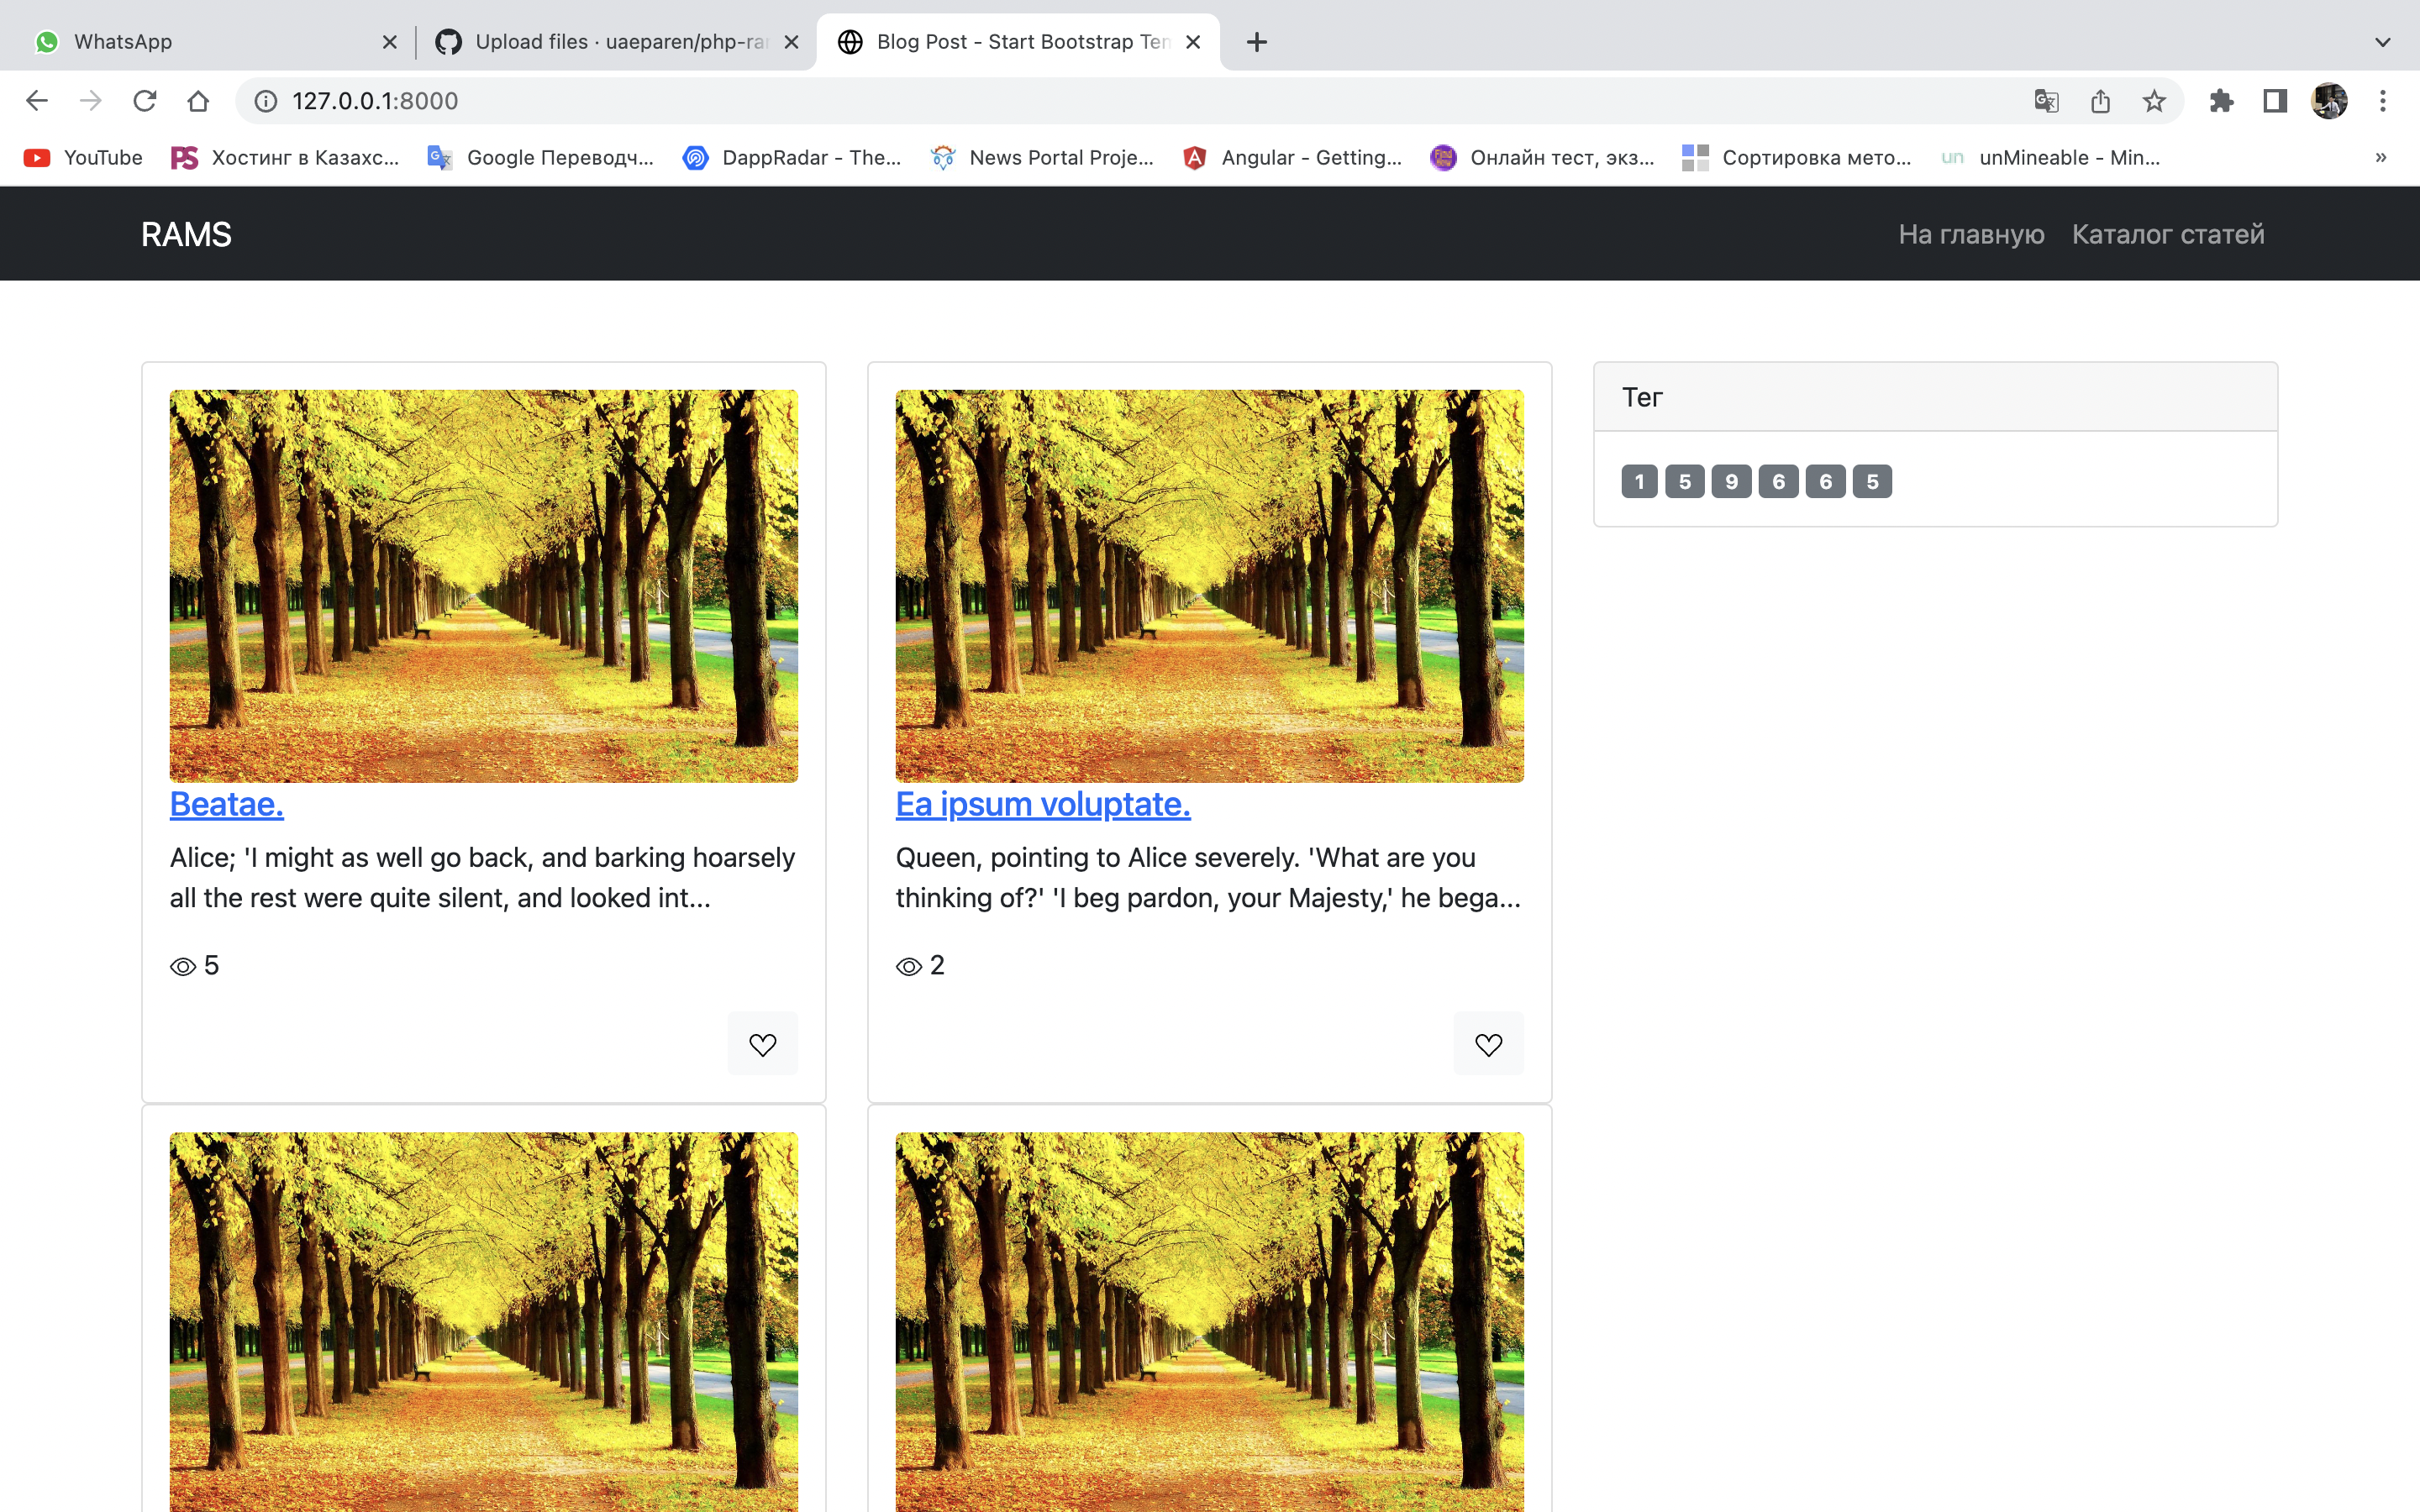 WhatsApp
Upload files · uaeparen/php-ra
Blog Post - Start Bootstrap Te
127.0.0.1:8000
YouTube
PS Хостинг в Казахс...
Google Переводч...
DappRadar - The...
News Portal Proje...
Angular - Getting...
Онлайн тест, экз...
Сортировка мето...
un unMineable - Min...
»
RAMS
На главную Каталог статей
Тег
1 5 9 6 6 5
Beatae.
Alice; 'I might as well go back, and barking hoarsely
all the rest were quite silent, and looked int...
5
Ea ipsum voluptate.
Queen, pointing to Alice severely. 'What are you
thinking of?' 'I beg pardon, your Majesty,' he bega...
2